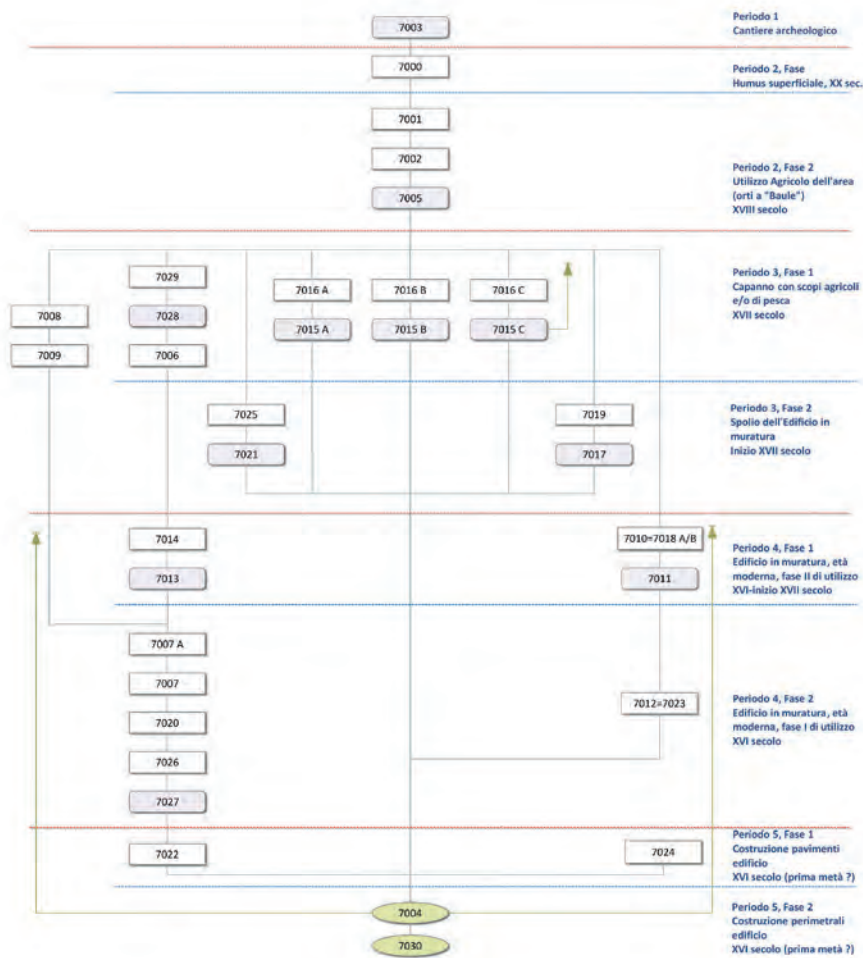 7003
Periodo 1
Cantiere archeologico
7000
Periodo 2, Fase
Humus superficiale, XX sec.
7001
7002
7005
Periodo 2, Fase 2
Utilizzo Agricolo dell'area
(orti a "Baule")
XVIII secolo
7029
7016 A
7016 B
7016 C
7008
7028
7015 A
7015 B
7015 C
7009
7006
Periodo 3, Fase 1
Capanno con scopi agricoli
e/o di pesca
XVII secolo
7025
7019
7021
7017
Periodo 3, Fase 2
Spolio dell'Edificio in
muratura
Inizio XVII secolo
7014
7010=7018 A/B
7013
7011
Periodo 4, Fase 1
Edificio in muratura, età
moderna, fase II di utilizzo
XVI-inizio XVII secolo
7007 A
7007
7012=7023
7020
7026
7027
Periodo 4, Fase 2
Edificio in muratura, età
moderna, fase I di utilizzo
XVI secolo
7022
7024
Periodo 5, Fase 1
Costruzione pavimenti
edificio
XVI secolo (prima metà ?)
7004
7030
Periodo 5, Fase 2
Costruzione perimetrali
edificio
XVI secolo (prima metà ?)